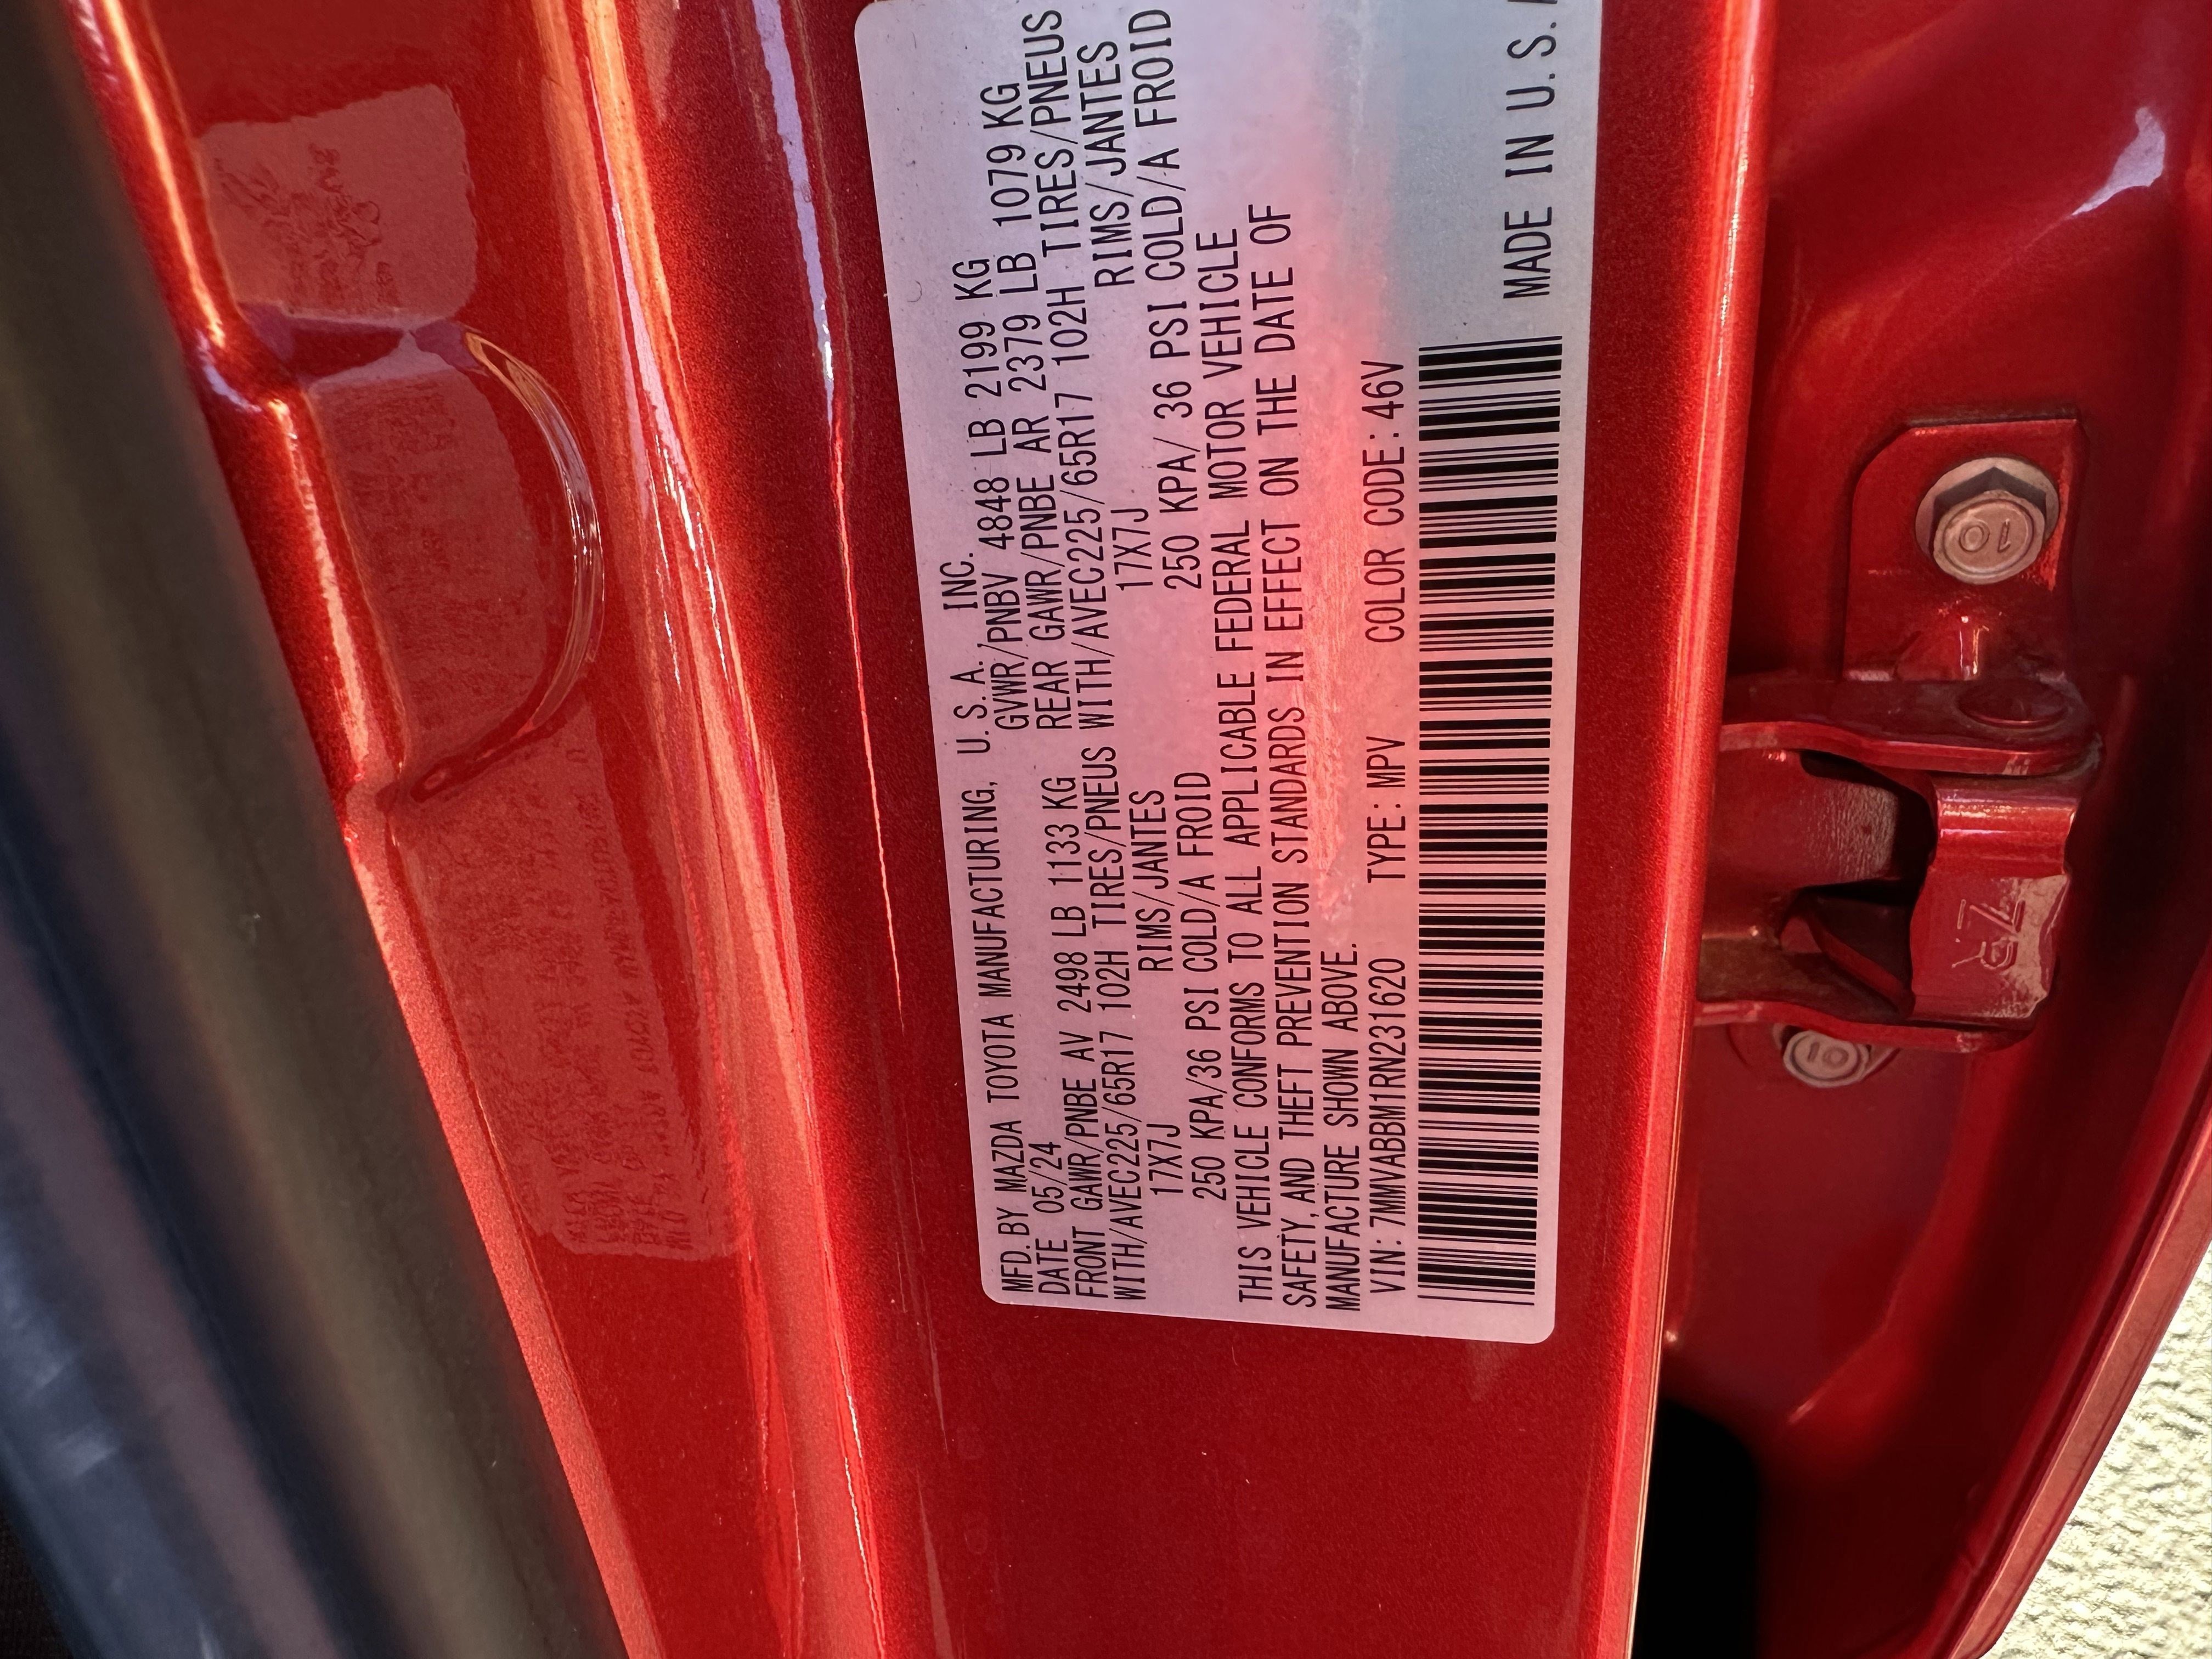 MFD. BY MAZDA TOYOTA MANUFACTURING, U.S.A., INC.
DATE 05/24 GVWR/PNBV 4848 LB 2199 KG
FRONT GAWR/PNBE AV 2498 LB 1133 KG REAR GAWR/PNBE AR 2379 LB 1079 KG
WITH/AVEC225/65R17 102H TIRES/PNEUS WITH/AVEC225/65R17 102H TIRES/PNEUS
17X7J RIMS/JANTES 17X7J RIMS/JANTES
250 KPA/36 PSI COLD/A FROID 250 KPA/ 36 PSI COLD/A FROID
THIS VEHICLE CONFORMS TO ALL APPLICABLE FEDERAL MOTOR VEHICLE
SAFETY, AND THEFT PREVENTION STANDARDS IN EFFECT ON THE DATE OF
MANUFACTURE SHOWN ABOVE.
VIN: 7MMVABBM1RN231620 TYPE: MPV COLOR CODE: 46V
MADE IN U.S.
10
10